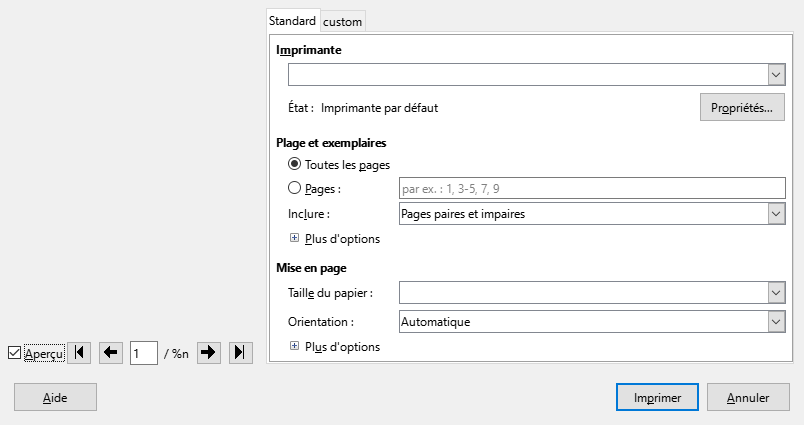 Standard custom
Imprimante
État : Imprimante par défaut
Propriétés...
Plage et exemplaires
Toutes les pages
Pages : par ex. : 1, 3-5, 7, 9
Inclure : Pages paires et impaires
Plus d'options
Mise en page
Taille du papier :
Orientation : Automatique
Plus d'options
Aperçu 1 / %n
Aide Imprimer Annuler